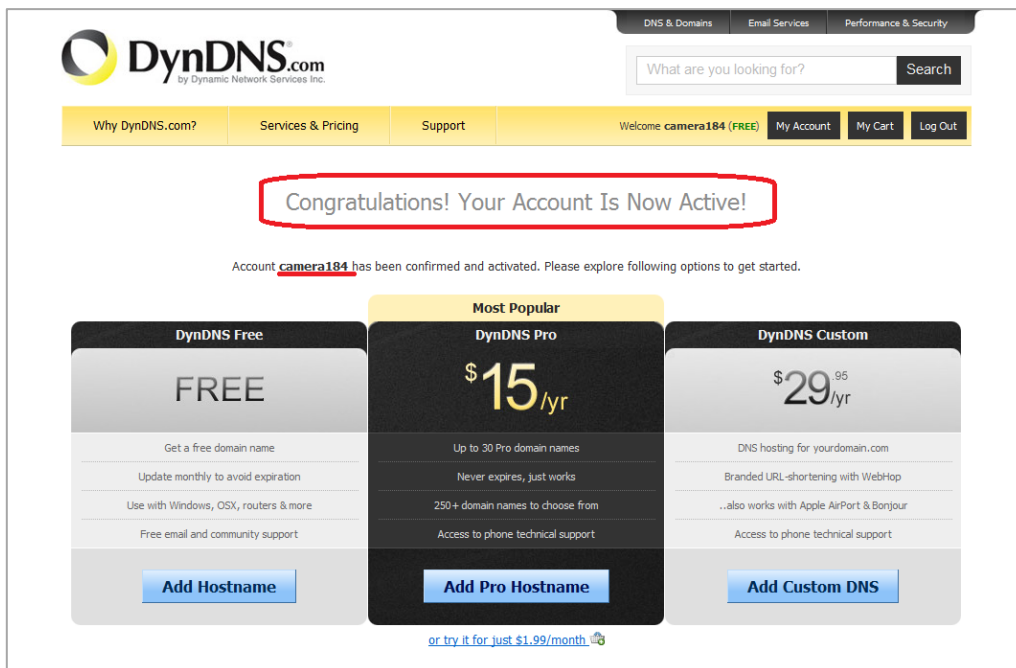 DNS & Domains Email Services Performance & Security
DynDNS.com
by Dynamic Network Services Inc.
What are you looking for? Search
Why DynDNS.com? Services & Pricing Support Welcome camera184 (FREE) My Account My Cart Log Out
Congratulations! Your Account Is Now Active!
Account camera184 has been confirmed and activated. Please explore following options to get started.
Most Popular
DynDNS Free DynDNS Pro DynDNS Custom
FREE $15/yr $29.95/yr
Get a free domain name Up to 30 Pro domain names DNS hosting for yourdomain.com
Update monthly to avoid expiration Never expires, just works Branded URL-shortening with WebHop
Use with Windows, OSX, routers & more 250+ domain names to choose from ..also works with Apple AirPort & Bonjour
Free email and community support Access to phone technical support Access to phone technical support
Add Hostname Add Pro Hostname Add Custom DNS
or try it for just $1.99/month